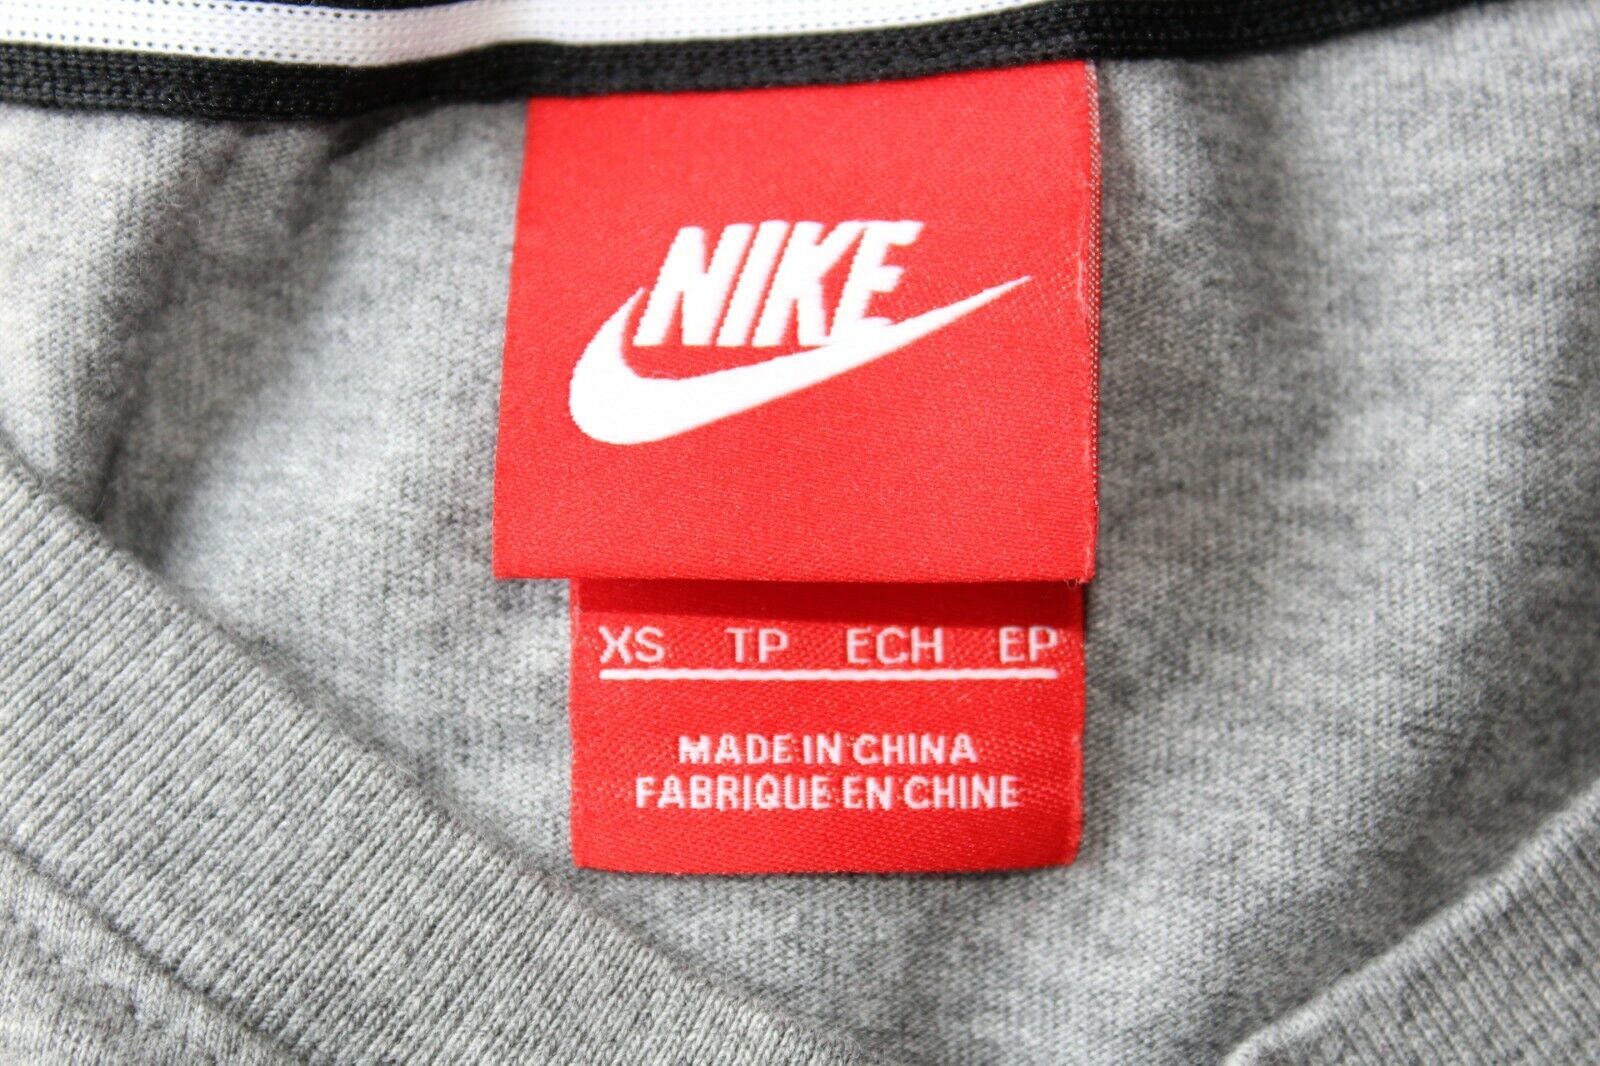 NIKE
XS TP ECH EP
MADE IN CHINA
FABRIQUE EN CHINE